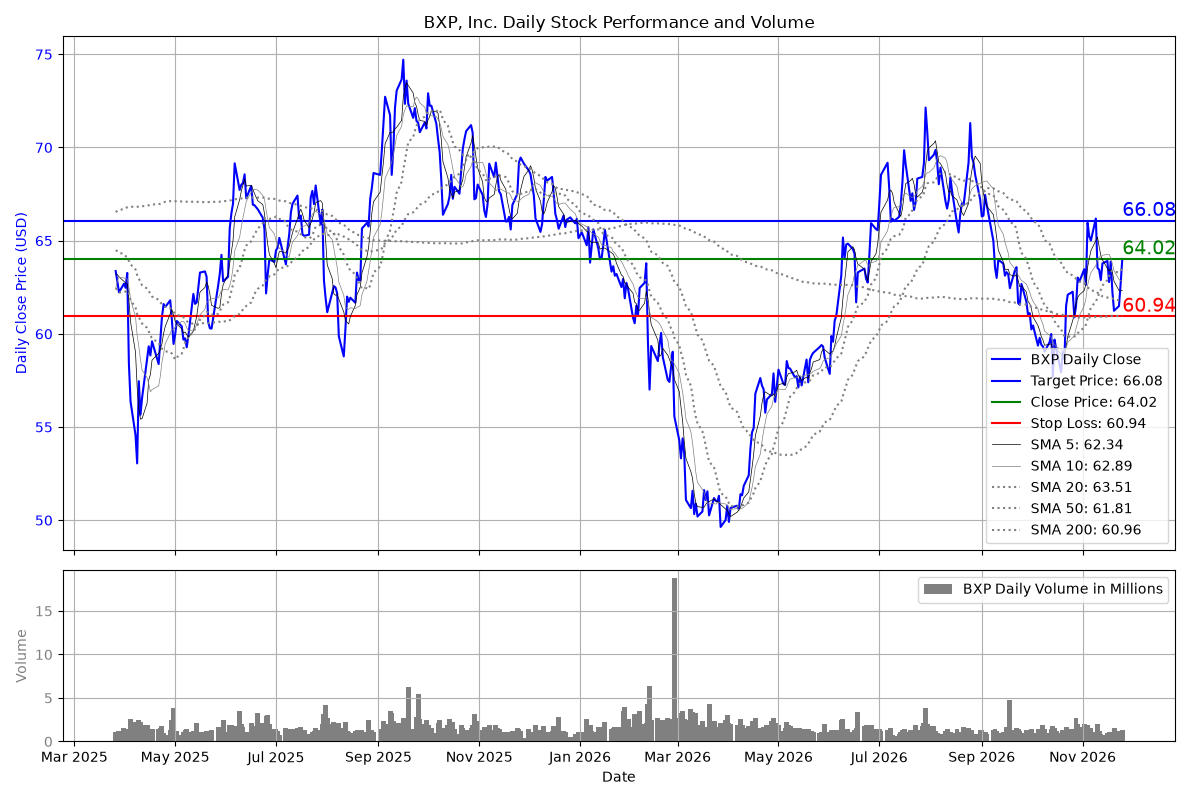 BXP, Inc. Daily Stock Performance and Volume
Daily Close Price (USD)
75
70
65
60
55
50
66.08
64.02
60.94
BXP Daily Close
Target Price: 66.08
Close Price: 64.02
Stop Loss: 60.94
SMA 5: 62.34
SMA 10: 62.89
SMA 20: 63.51
SMA 50: 61.81
SMA 200: 60.96
Volume
15
10
5
0
BXP Daily Volume in Millions
Mar 2025 May 2025 Jul 2025 Sep 2025 Nov 2025 Jan 2026 Mar 2026 May 2026 Jul 2026 Sep 2026 Nov 2026
Date